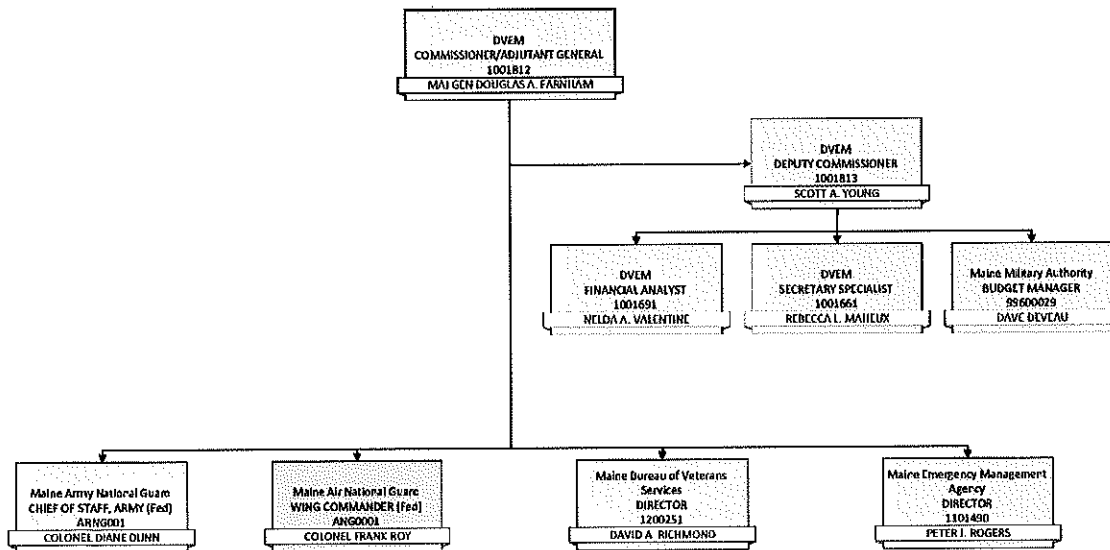 DVEM
COMMISSIONER/ADJUTANT GENERAL
1001812
MAJ GEN DOUGLAS A. FARNHAM
DVEM
DEPUTY COMMISSIONER
1001813
SCOTT A. YOUNG
DVEM
FINANCIAL ANALYST
1001691
NELDA A. VALENTINE
DVEM
SECRETARY SPECIALIST
1001661
REBECCA L. MAHEUX
Maine Military Authority
BUDGET MANAGER
99600029
DAVE DEVEAU
Maine Army National Guard
CHIEF OF STAFF, ARMY (Fed)
ARNG001
COLONEL DIANE DUNN
Maine Air National Guard
WING COMMANDER (Fed)
ANG0001
COLONEL FRANK ROY
Maine Bureau of Veterans
Services
DIRECTOR
1200251
DAVID A. RICHMOND
Maine Emergency Management
Agency
DIRECTOR
1101490
PETER J. ROGERS